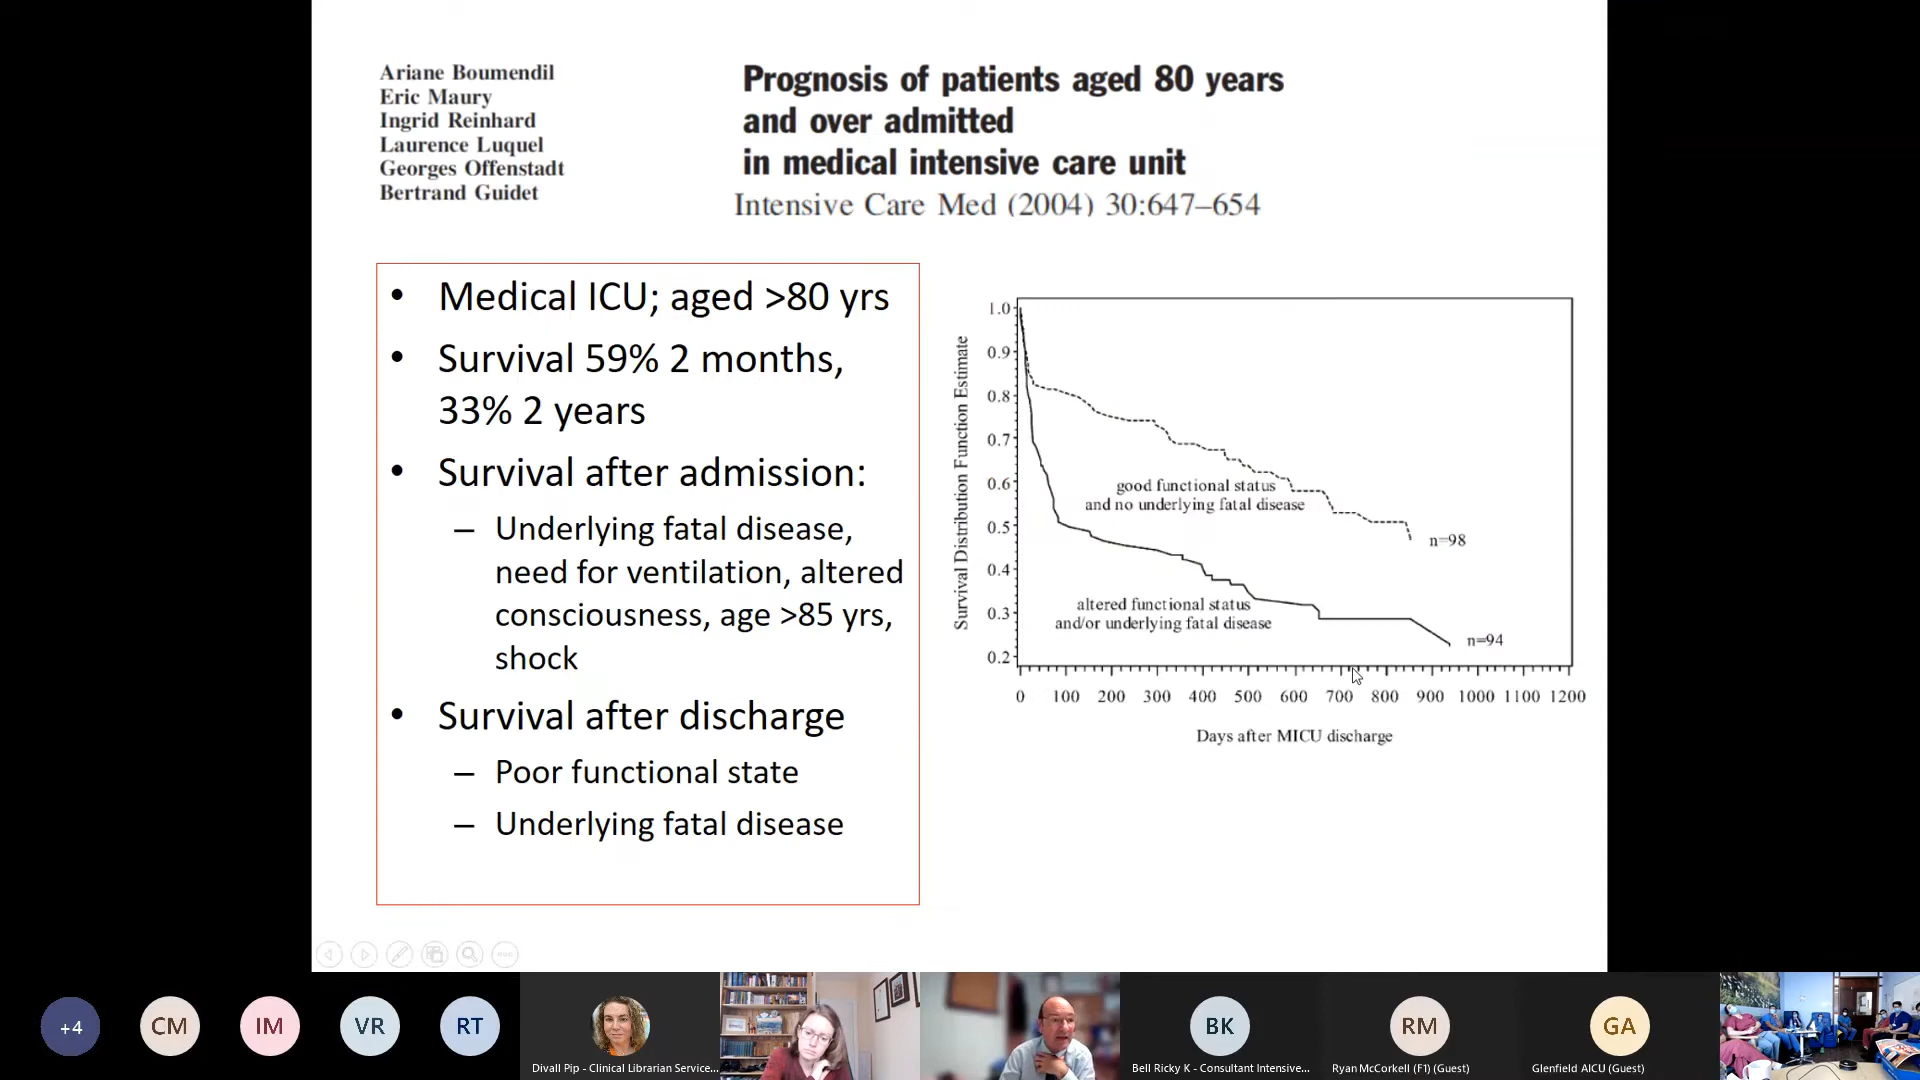 Ariane Boumendil
Eric Maury
Ingrid Reinhard
Laurence Luquel
Georges Offenstadt
Bertrand Guidet
Prognosis of patients aged 80 years
and over admitted
in medical intensive care unit
Intensive Care Med (2004) 30:647–654
• Medical ICU; aged >80 yrs
• Survival 59% 2 months,
33% 2 years
• Survival after admission:
– Underlying fatal disease,
need for ventilation, altered
consciousness, age >85 yrs,
shock
• Survival after discharge
– Poor functional state
– Underlying fatal disease
Survival Distribution Function Estimate
1.0
0.9
0.8
0.7
0.6
0.5
0.4
0.3
0.2
good functional status
and no underlying fatal disease
n=98
altered functional status
and/or underlying fatal disease
n=94
0 100 200 300 400 500 600 700 800 900 1000 1100 1200
Days after MICU discharge
+4 CM IM VR RT BK RM GA
Divall Pip - Clinical Librarian Service...
Bell Ricky K - Consultant Intensive...
Ryan McCorkell (F1) (Guest)
Glenfield AICU (Guest)